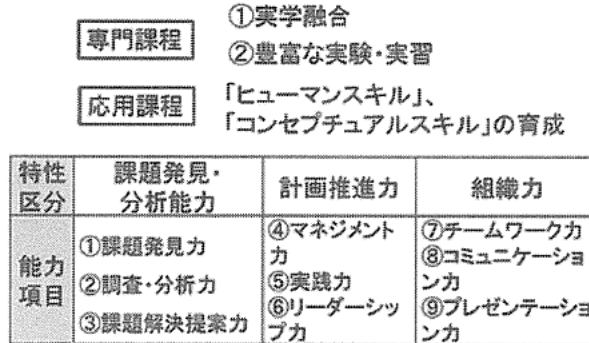 専門課程
①実学融合
②豊富な実験・実習
応用課程
「ヒューマンスキル」、
「コンセプチュアルスキル」の育成
特性
区分
課題発見・
分析能力
計画推進力
組織力
能力
項目
①課題発見力
②調査・分析力
③課題解決提案力
④マネジメント
力
⑤実践力
⑥リーダーシッ
プ力
⑦チームワーク力
⑧コミュニケーショ
ン力
⑨プレゼンテーショ
ン力